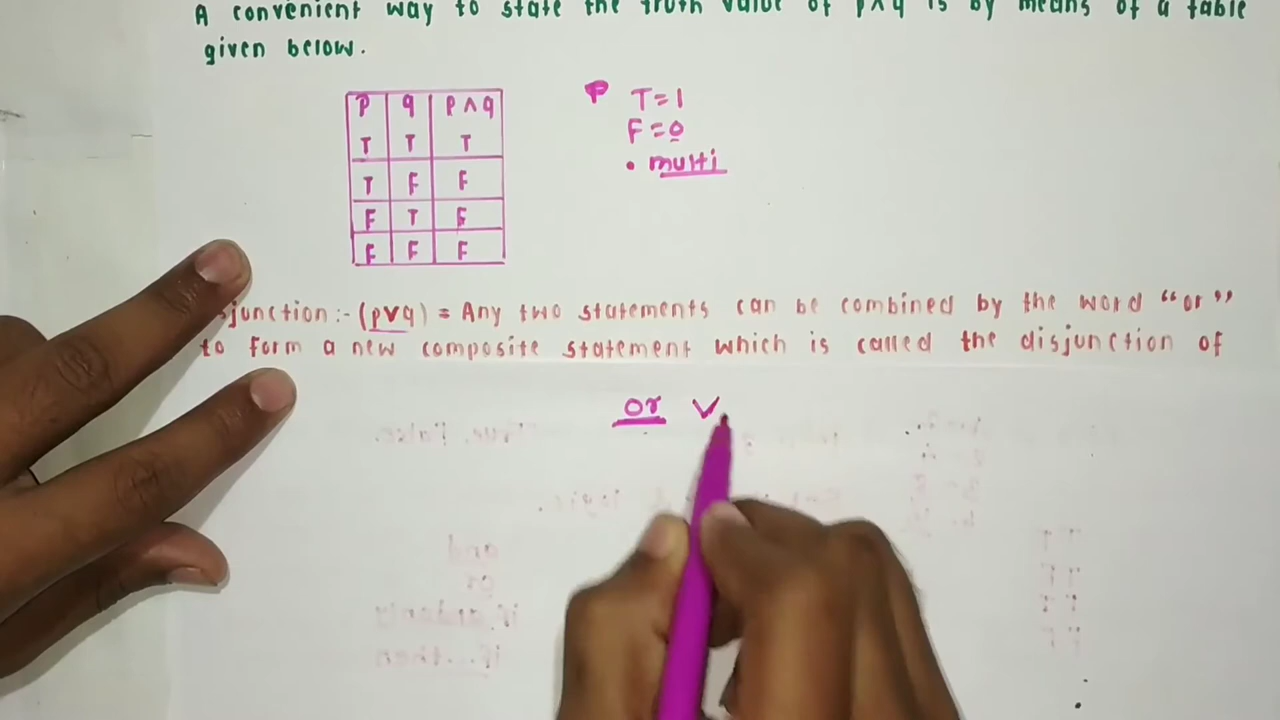 A convenient way to state the truth value of p∧q is by means of a table
given below.
P q P∧q
T T T
T F F
F T F
F F F
P T=1
F=0
• multi
junction :- (p∨q) = Any two statements can be combined by the word “or”
to form a new composite statement which is called the disjunction of
or ∨